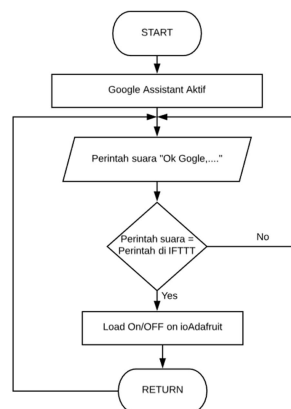 START
Google Assistant Aktif
Perintah suara "Ok Gogle,...."
Perintah suara =
Perintah di IFTTT
No
Yes
Load On/OFF on ioAdafruit
RETURN